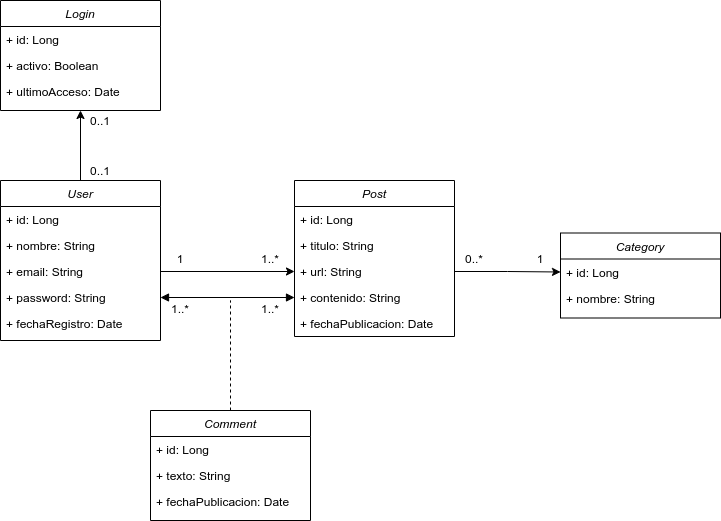 Login
+ id: Long
+ activo: Boolean
+ ultimoAcceso: Date
0..1
0..1
User
+ id: Long
+ nombre: String
+ email: String
+ password: String
+ fechaRegistro: Date
1
1..*
1..*
1..*
Post
+ id: Long
+ titulo: String
+ url: String
+ contenido: String
+ fechaPublicacion: Date
0..*
1
Category
+ id: Long
+ nombre: String
Comment
+ id: Long
+ texto: String
+ fechaPublicacion: Date